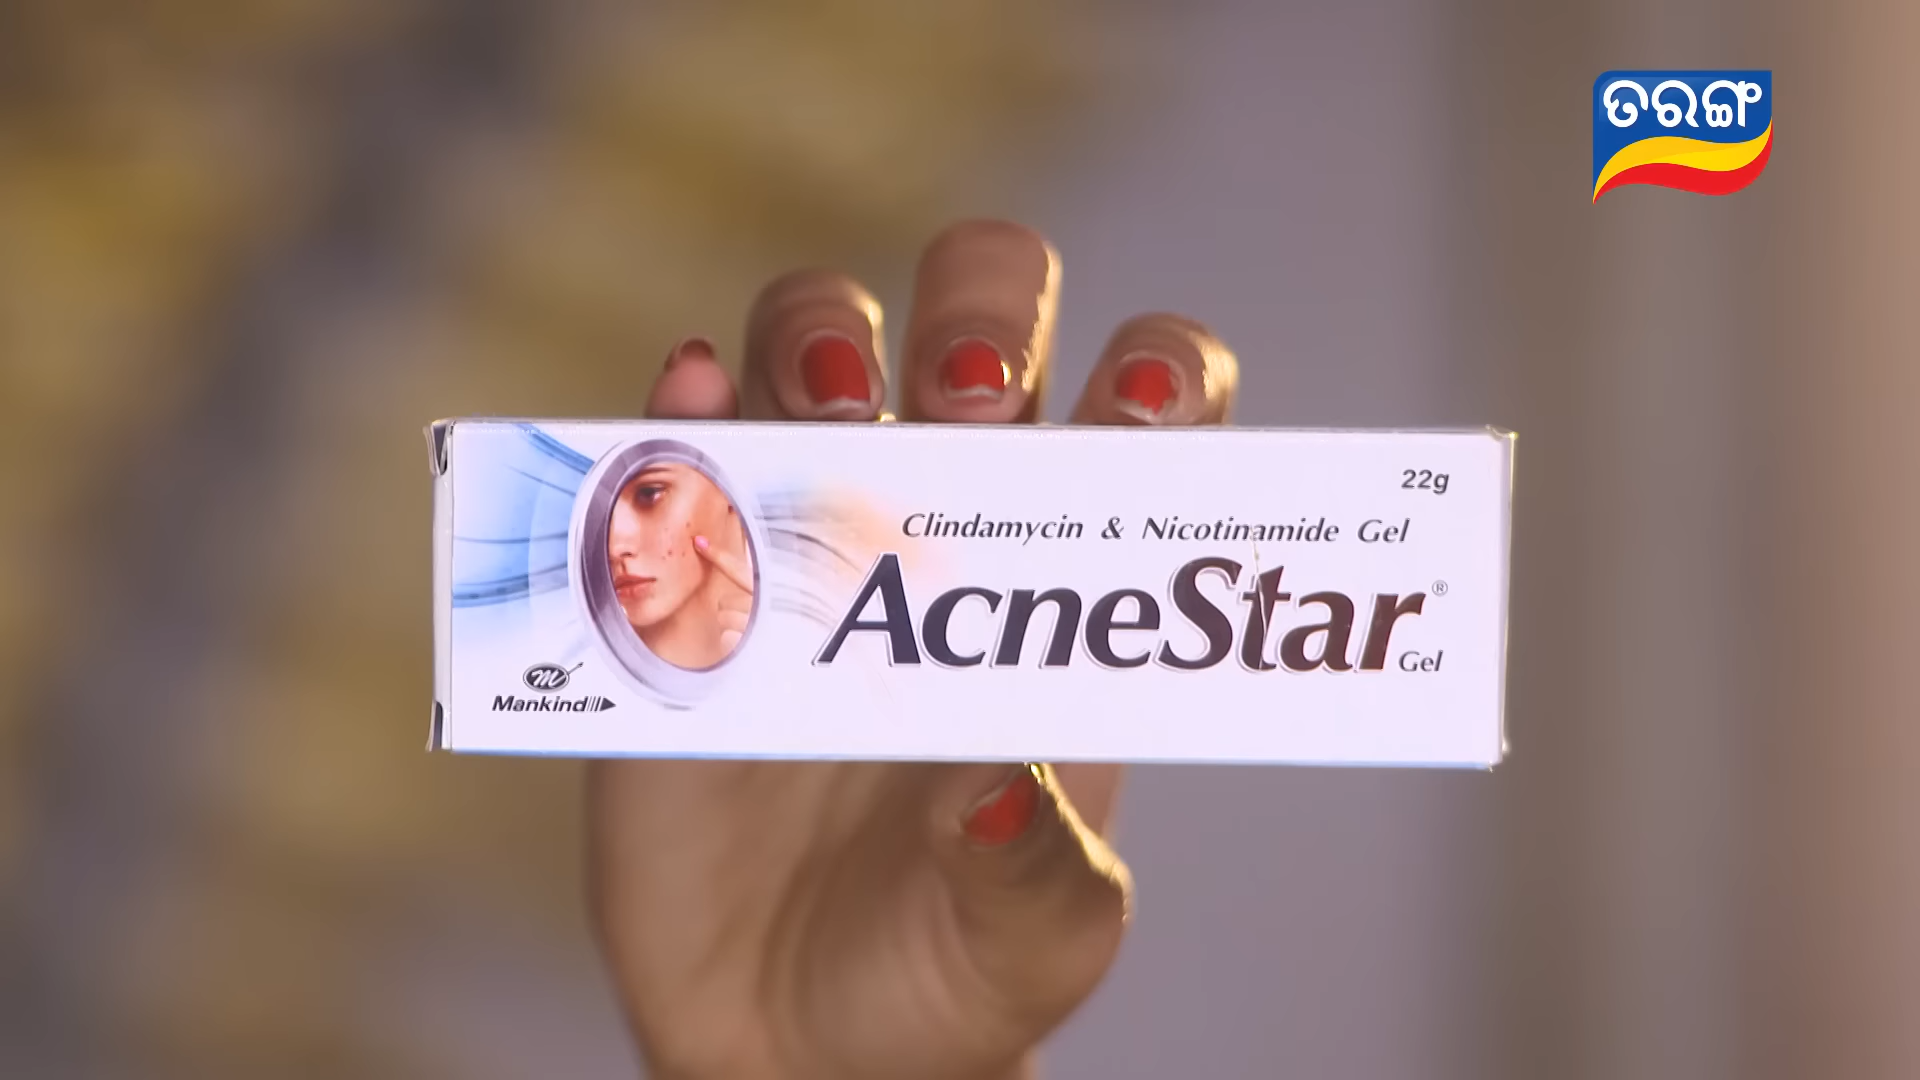 ତରଙ୍ଗ
22g
Clindamycin & Nicotinamide Gel
AcneStar®
Gel
Mankind